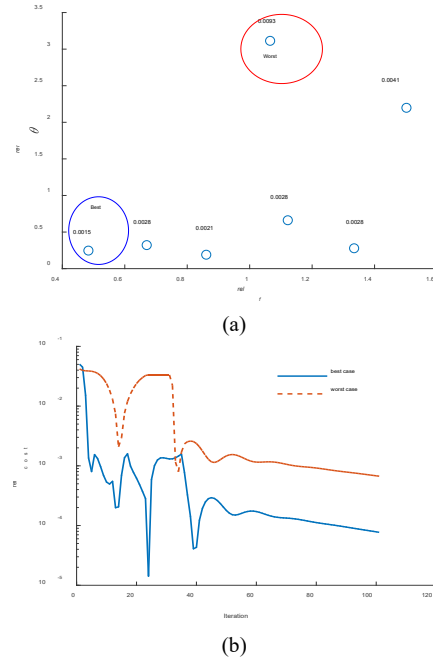 0.0093
3.5
3
Worst
2.5
0.0041
2
θ
rer
1.5
1
Best
0.0028
0.0015
0.0028
0.0021
0.0028
0.5
0
0.4 0.6 0.8 1 1.2 1.4 1.6
rel
r
(a)
10 -1
best case
worst case
10 -2
10 -3
re
cost
10 -4
10
0 20 40 60 80 100 120
Iteration
(b)